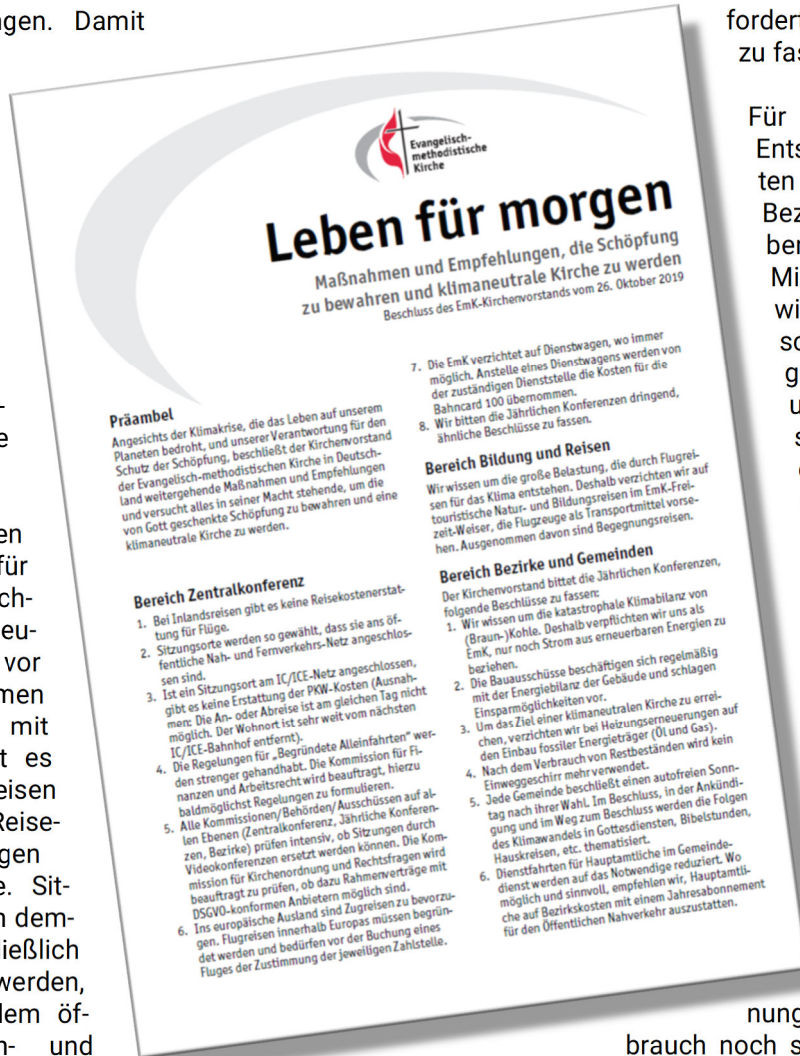 gen. Damit
-
e
en
für
ch-
eu-
vor
men
mit
t es
eisen
Reise-
gen
e. Sit-
n dem-
ließlich
werden,
lem öf-
n- und
Evangelisch-
methodistische
Kirche
Leben für morgen
Maßnahmen und Empfehlungen, die Schöpfung
zu bewahren und klimaneutrale Kirche zu werden
Beschluss des EmK-Kirchenvorstands vom 26. Oktober 2019
Präambel
Angesichts der Klimakrise, die das Leben auf unserem
Planeten bedroht, und unserer Verantwortung für den
Schutz der Schöpfung, beschließt der Kirchenvorstand
der Evangelisch-methodistischen Kirche in Deutsch-
land weitergehende Maßnahmen und Empfehlungen
und versucht alles in seiner Macht stehende, um die
von Gott geschenkte Schöpfung zu bewahren und eine
klimaneutrale Kirche zu werden.
Bereich Zentralkonferenz
1. Bei Inlandsreisen gibt es keine Reisekostenerstat-
tung für Flüge.
2. Sitzungsorte werden so gewählt, dass sie ans öf-
fentliche Nah- und Fernverkehrs-Netz angeschlos-
sen sind.
3. Ist ein Sitzungsort am IC/ICE-Netz angeschlossen,
gibt es keine Erstattung der PKW-Kosten (Ausnah-
men: Die An- oder Abreise ist am gleichen Tag nicht
möglich. Der Wohnort ist sehr weit vom nächsten
IC/ICE-Bahnhof entfernt).
4. Die Regelungen für „Begründete Alleinfahrten" wer-
den strenger gehandhabt. Die Kommission für Fi-
nanzen und Arbeitsrecht wird beauftragt, hierzu
baldmöglichst Regelungen zu formulieren.
5. Alle Kommissionen/Behörden/Ausschüssen auf al-
len Ebenen (Zentralkonferenz, Jährliche Konferen-
zen, Bezirke) prüfen intensiv, ob Sitzungen durch
Videokonferenzen ersetzt werden können. Die Kom-
mission für Kirchenordnung und Rechtsfragen wird
beauftragt zu prüfen, ob dazu Rahmenverträge mit
DSGVO-konformen Anbietern möglich sind.
6. Ins europäische Ausland sind Zugreisen zu bevorzu-
gen. Flugreisen innerhalb Europas müssen begrün-
det werden und bedürfen vor der Buchung eines
Fluges der Zustimmung der jeweiligen Zahlstelle.
7. Die EmK verzichtet auf Dienstwagen, wo immer
möglich. Anstelle eines Dienstwagens werden von
der zuständigen Dienststelle die Kosten für die
Bahncard 100 übernommen.
8. Wir bitten die Jährlichen Konferenzen dringend,
ähnliche Beschlüsse zu fassen.
Bereich Bildung und Reisen
Wir wissen um die große Belastung, die durch Flugrei-
sen für das Klima entstehen. Deshalb verzichten wir auf
touristische Natur- und Bildungsreisen im EmK-Frei-
zeit-Weiser, die Flugzeuge als Transportmittel vorse-
hen. Ausgenommen davon sind Begegnungsreisen.
Bereich Bezirke und Gemeinden
Der Kirchenvorstand bittet die Jährlichen Konferenzen,
folgende Beschlüsse zu fassen:
1. Wir wissen um die katastrophale Klimabilanz von
(Braun-)Kohle. Deshalb verpflichten wir uns als
EmK, nur noch Strom aus erneuerbaren Energien zu
beziehen.
2. Die Bauausschüsse beschäftigen sich regelmäßig
mit der Energiebilanz der Gebäude und schlagen
Einsparmöglichkeiten vor.
3. Um das Ziel einer klimaneutralen Kirche zu errei-
chen, verzichten wir bei Heizungserneuerungen auf
den Einbau fossiler Energieträger (Öl und Gas).
4. Nach dem Verbrauch von Restbeständen wird kein
Einweggeschirr mehr verwendet.
5. Jede Gemeinde beschließt einen autofreien Sonn-
tag nach ihrer Wahl. Im Beschluss, in der Ankündi-
gung und im Weg zum Beschluss werden die Folgen
des Klimawandels in Gottesdiensten, Bibelstunden,
Hauskreisen, etc. thematisiert.
6. Dienstfahrten für Hauptamtliche im Gemeinde-
dienst werden auf das Notwendige reduziert. Wo
möglich und sinnvoll, empfehlen wir, Hauptamtli-
che auf Bezirkskosten mit einem Jahresabonnement
für den Öffentlichen Nahverkehr auszustatten.
fordert
zu fas
Für
Ents
ten
Bez
ber
Mi
wi
sc
g
u
s
nung
brauch noch s